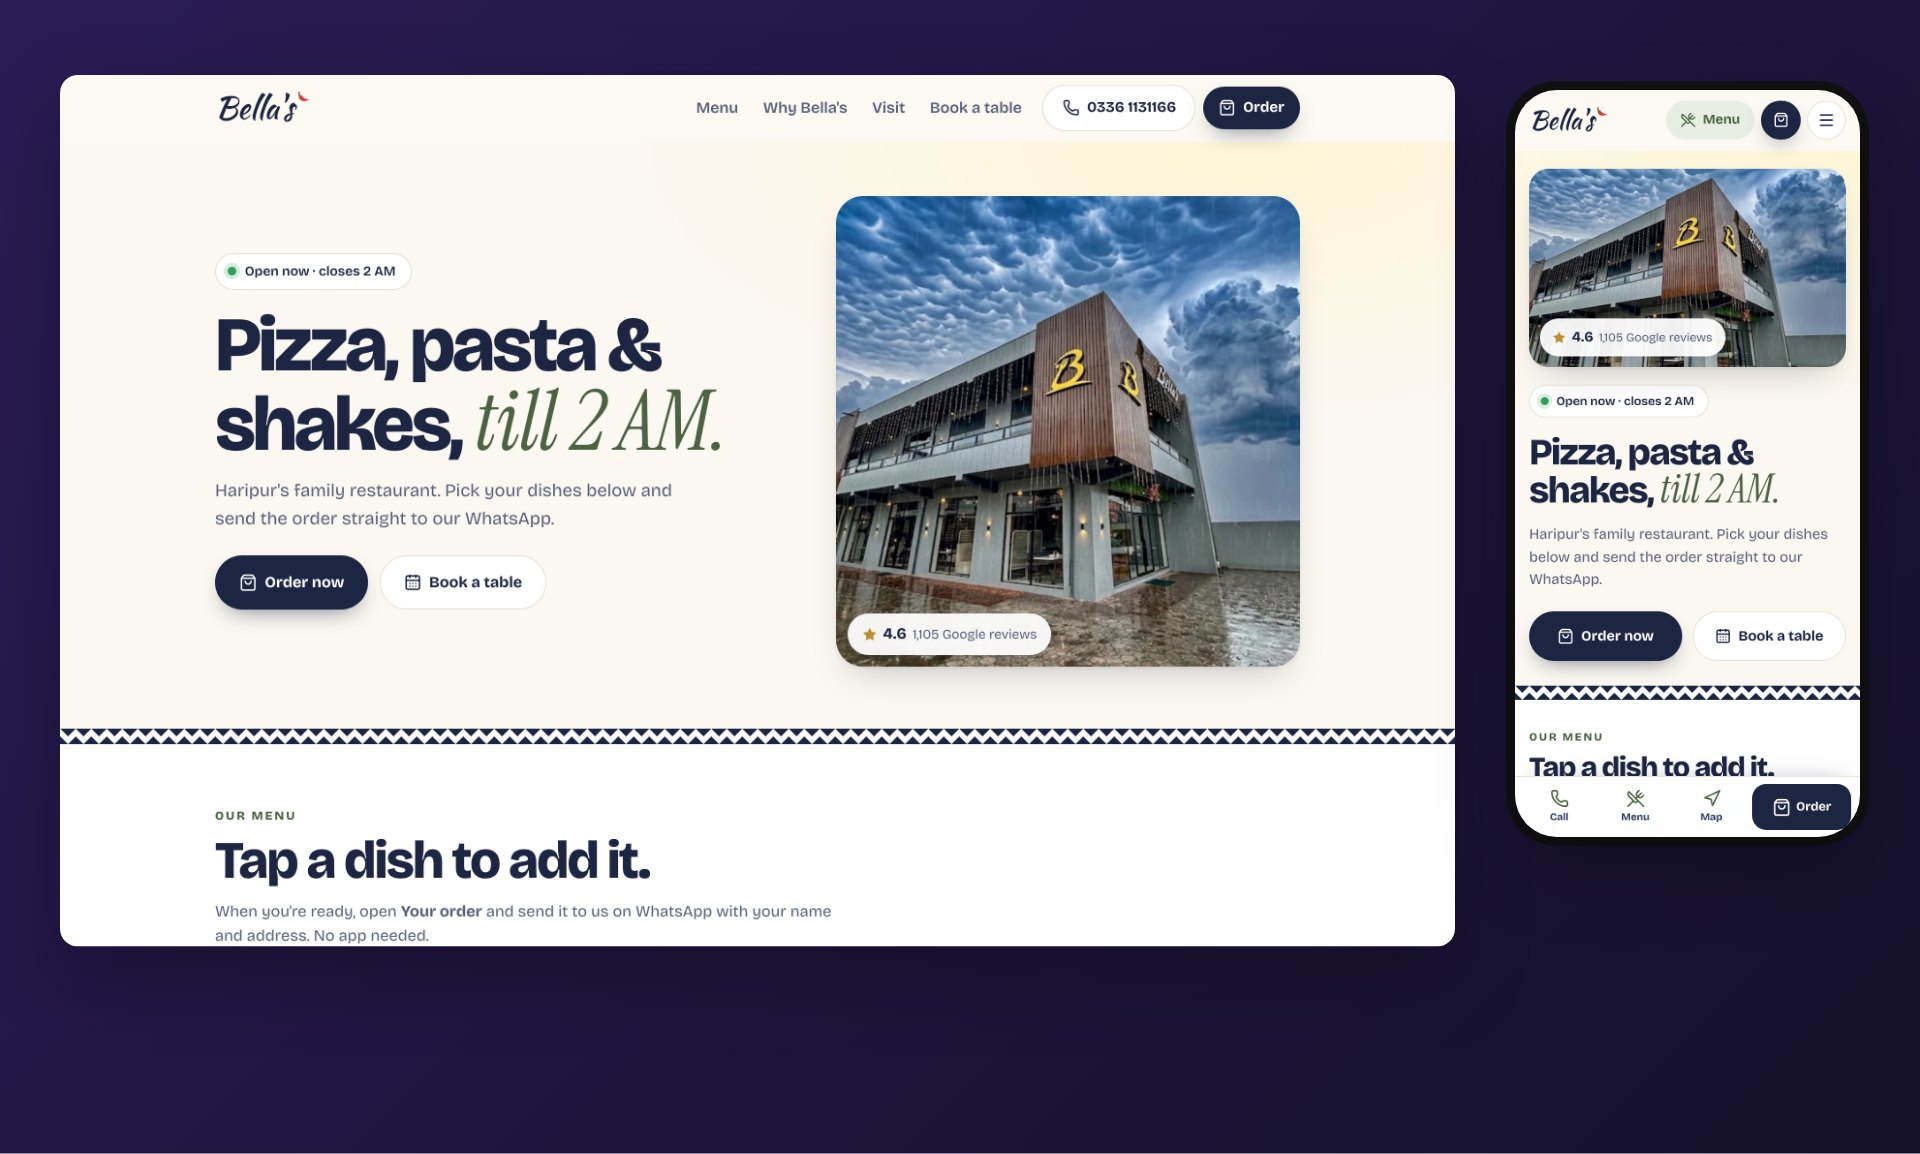 Bella's
Menu
Why Bella's
Visit
Book a table
0336 1131166
Order
Open now · closes 2 AM
Pizza, pasta &
shakes, till 2 AM.
Haripur's family restaurant. Pick your dishes below and
send the order straight to our WhatsApp.
Order now
Book a table
B
B
4.6 1,105 Google reviews
OUR MENU
Tap a dish to add it.
When you're ready, open Your order and send it to us on WhatsApp with your name
and address. No app needed.
Bella's
Menu
B
B
4.6 1,105 Google reviews
Open now · closes 2 AM
Pizza, pasta &
shakes, till 2 AM.
Haripur's family restaurant. Pick your dishes
below and send the order straight to our
WhatsApp.
Order now
Book a table
OUR MENU
Tap a dish to add it.
Call
Menu
Map
Order